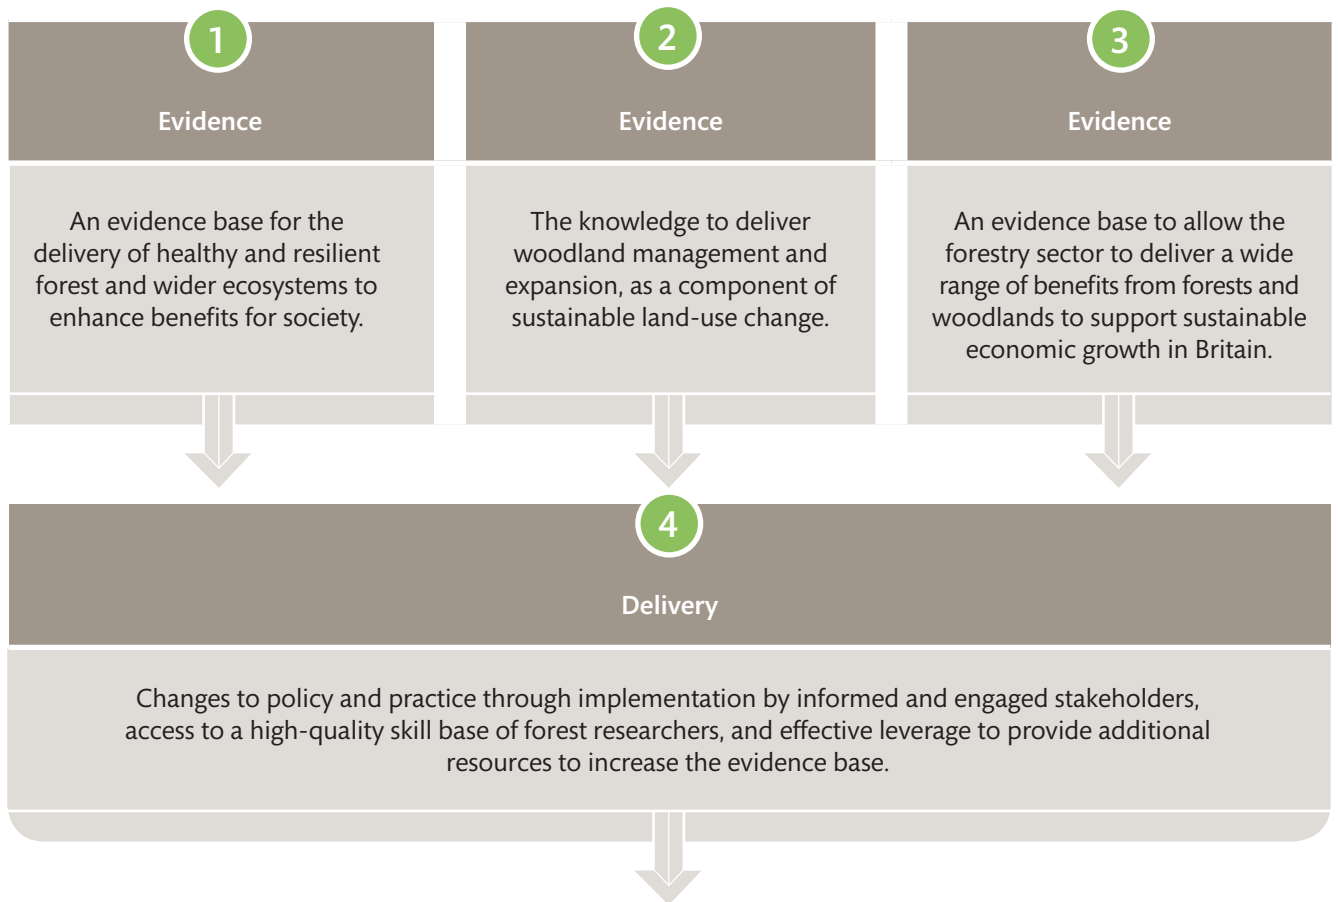 1
Evidence
An evidence base for the
delivery of healthy and resilient
forest and wider ecosystems to
enhance benefits for society.
2
Evidence
The knowledge to deliver
woodland management and
expansion, as a component of
sustainable land-use change.
3
Evidence
An evidence base to allow the
forestry sector to deliver a wide
range of benefits from forests and
woodlands to support sustainable
economic growth in Britain.
4
Delivery
Changes to policy and practice through implementation by informed and engaged stakeholders,
access to a high-quality skill base of forest researchers, and effective leverage to provide additional
resources to increase the evidence base.